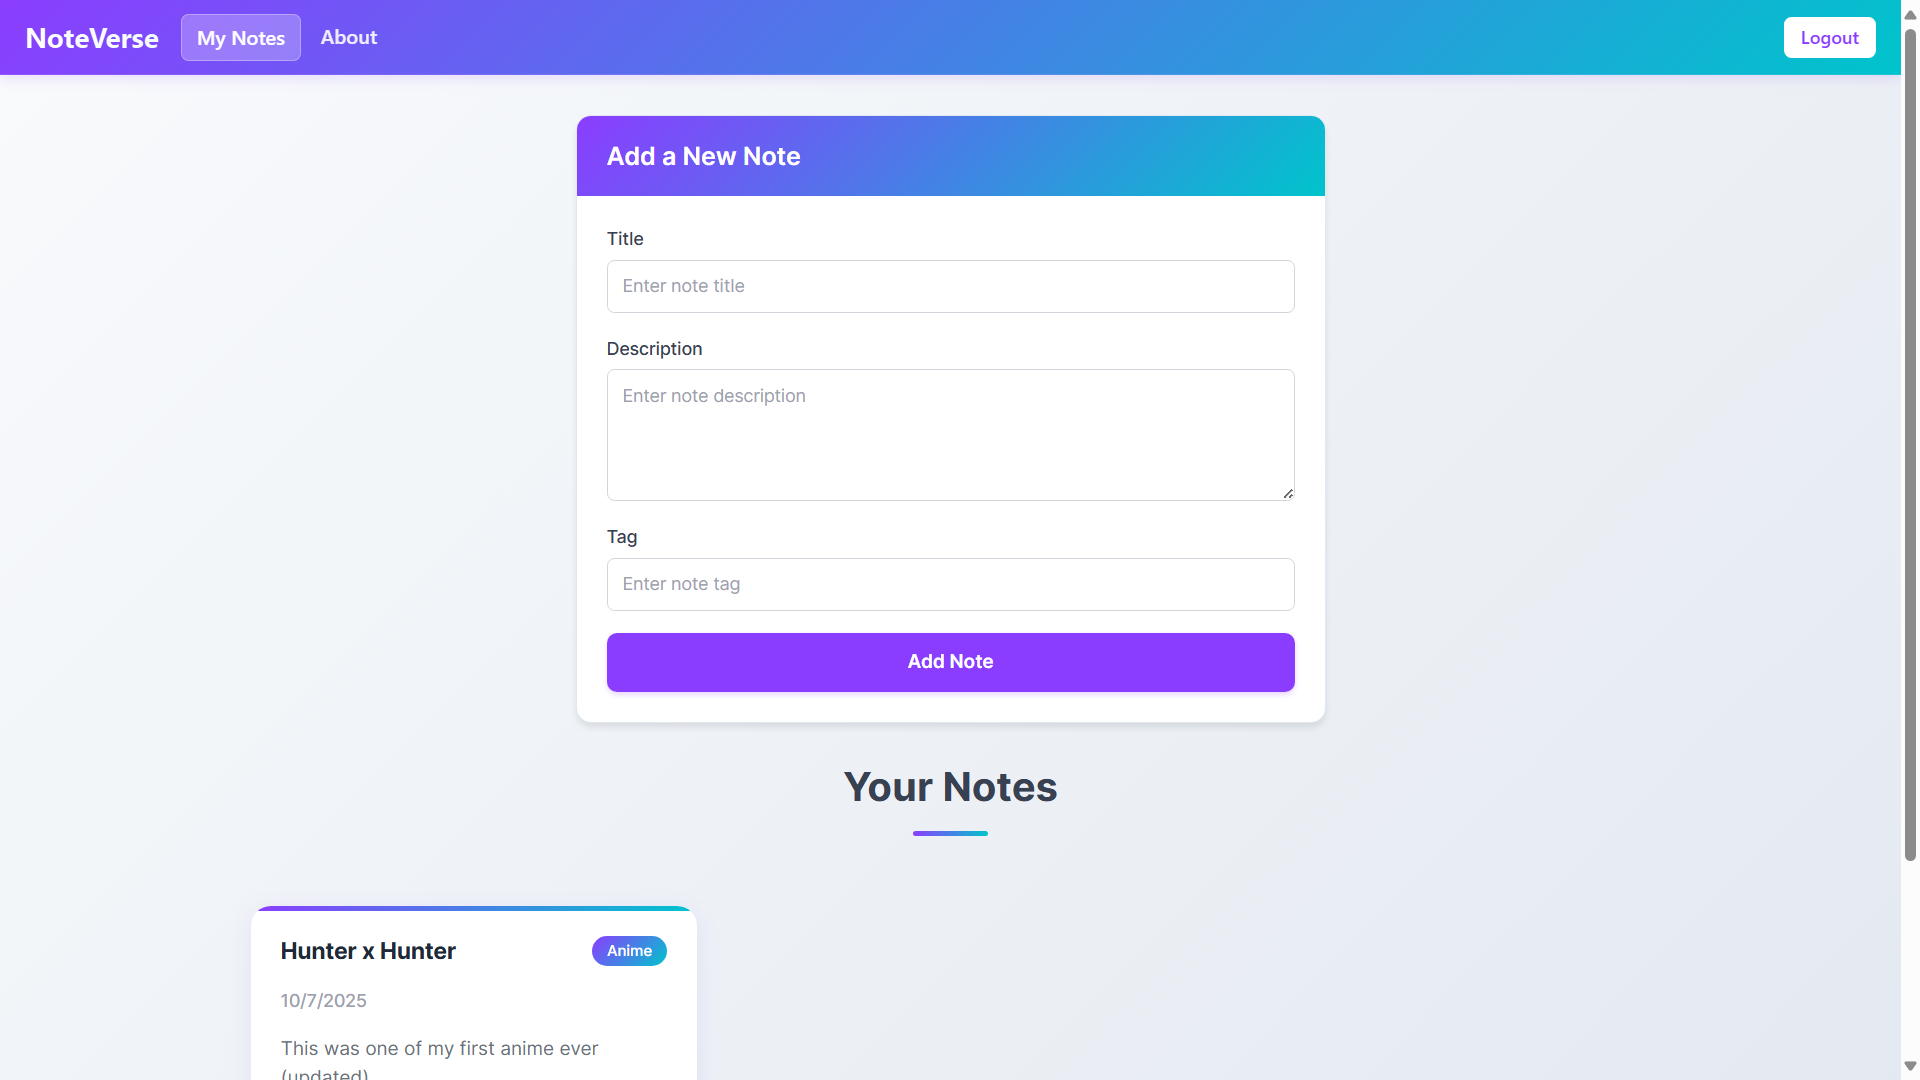 NoteVerse
My Notes
About
Logout
Add a New Note
Title
Enter note title
Description
Enter note description
Tag
Enter note tag
Add Note
Your Notes
Hunter x Hunter
Anime
10/7/2025
This was one of my first anime ever
(updated)